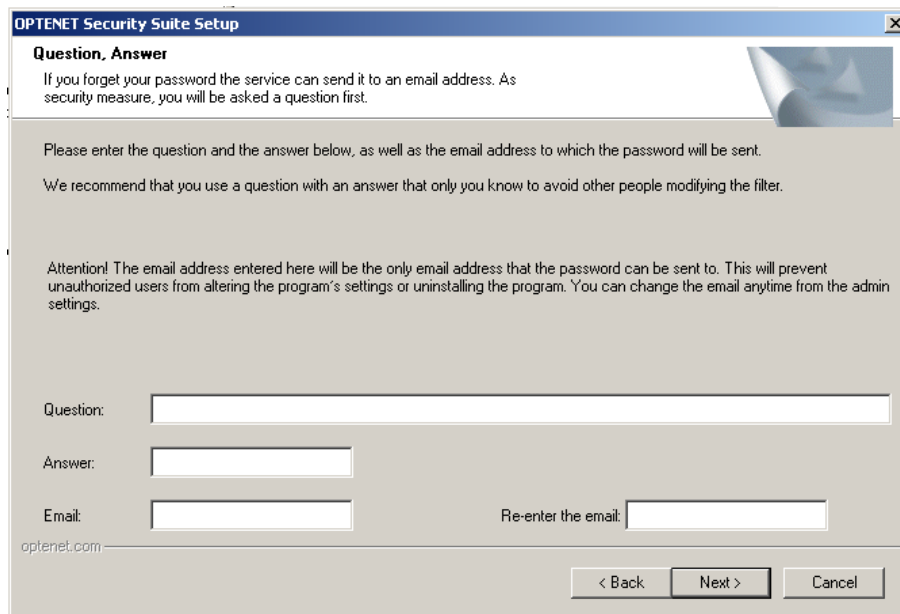 OPTENET Security Suite Setup
Question, Answer
If you forget your password the service can send it to an email address. As
security measure, you will be asked a question first.
Please enter the question and the answer below, as well as the email address to which the password will be sent.
We recommend that you use a question with an answer that only you know to avoid other people modifying the filter.
Attention! The email address entered here will be the only email address that the password can be sent to. This will prevent
unauthorized users from altering the program´s settings or uninstalling the program. You can change the email anytime from the admin
settings.
Question:
Answer:
Email:
Re-enter the email:
optenet.com
< Back
Next >
Cancel